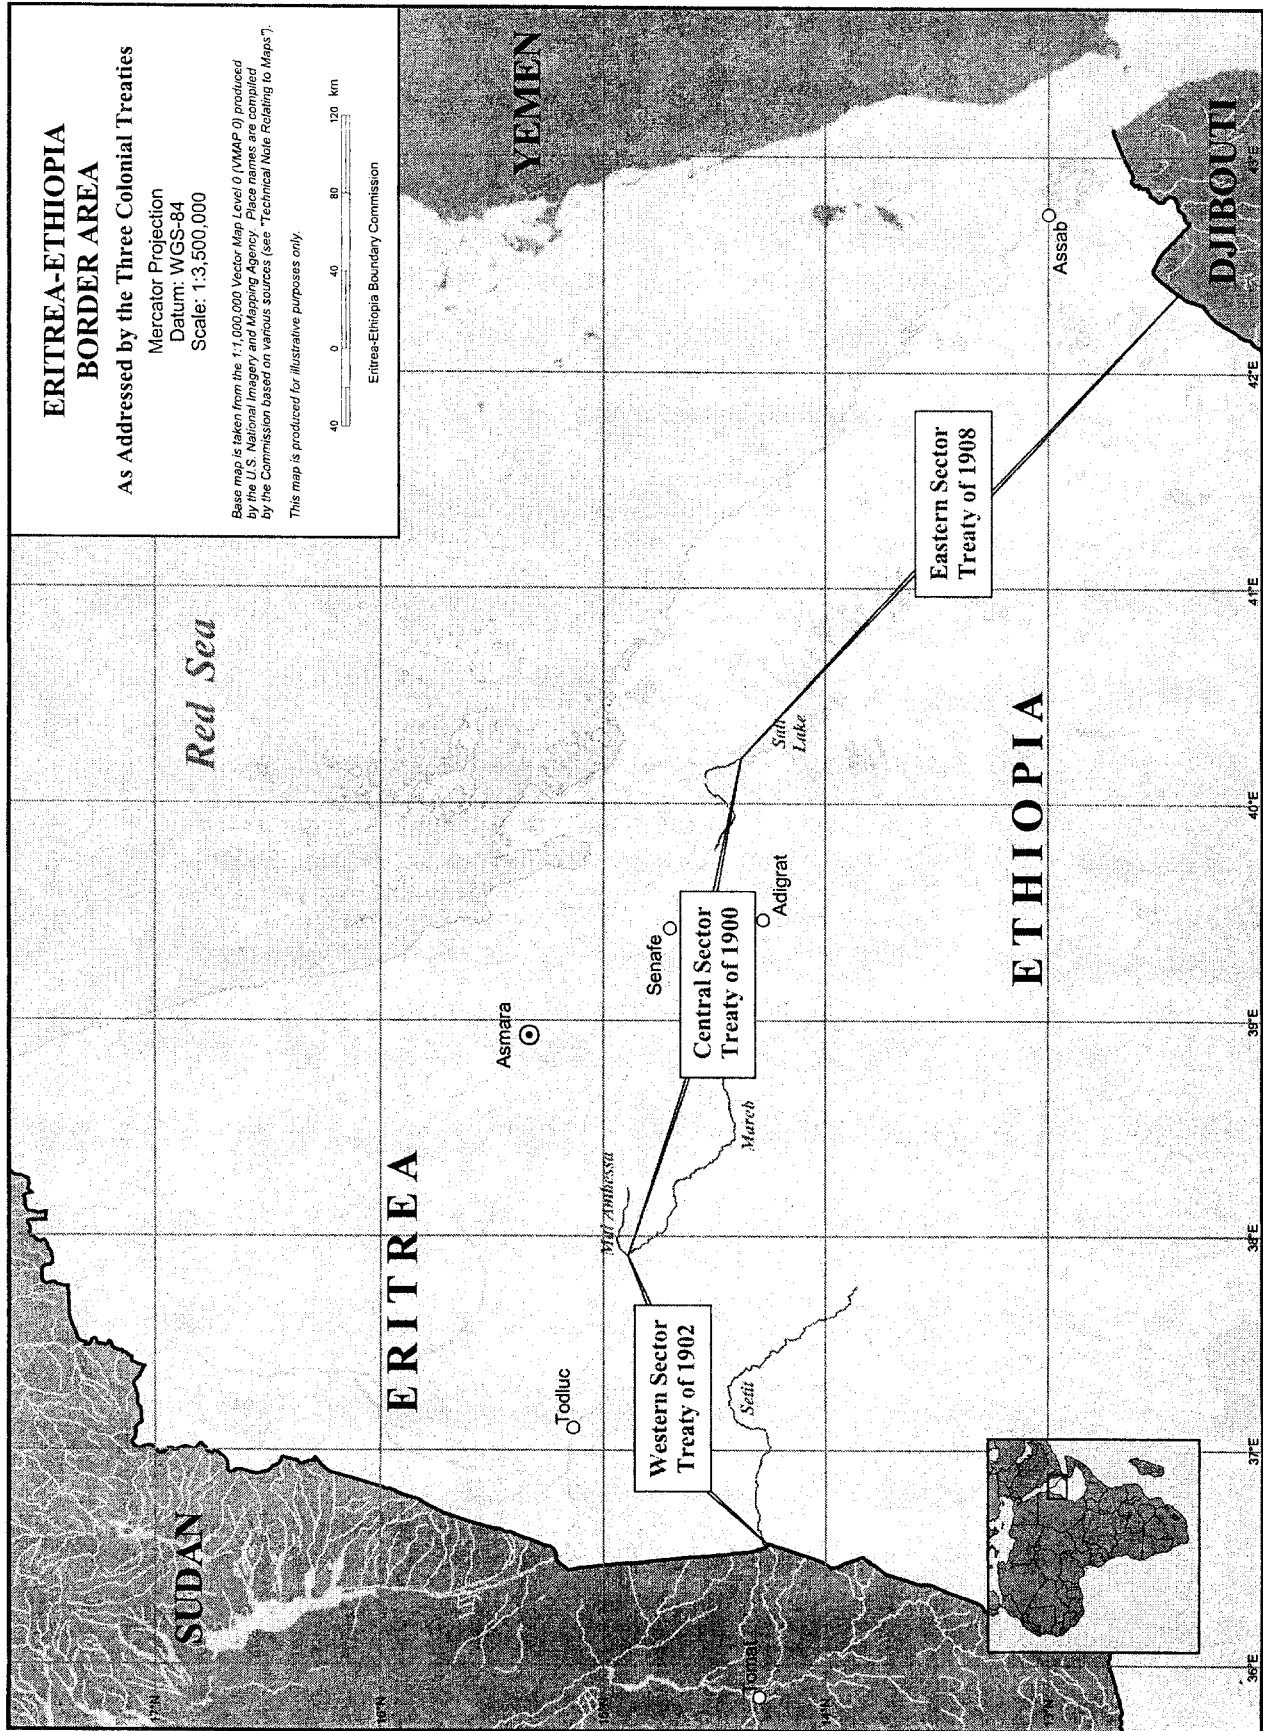 ERITREA-ETHIOPIA
BORDER AREA
As Addressed by the Three Colonial Treaties
Mercator Projection
Datum: WGS-84
Scale: 1:3,500,000
Base map is taken from the 1:1,000,000 Vector Map Level 0 (VMAP 0) produced
by the U.S. National Imagery and Mapping Agency. Place names are compiled
by the Commission based on various sources (see "Technical Note Relating to Maps").
This map is produced for illustrative purposes only.
40 0 40 80 120 km
Eritrea-Ethiopia Boundary Commission
SUDAN
Red Sea
YEMEN
17°N
16°N
ERITREA
Asmara
Todluc
15°N
Mai Ambessa
Senafe
Western Sector
Treaty of 1902
Central Sector
Treaty of 1900
Mareb
Setit
Adigrat
Salt
Lake
Tomat
14°N
Eastern Sector
Treaty of 1908
Assab
ETHIOPIA
13°N
DJIBOUTI
36°E 37°E 38°E 39°E 40°E 41°E 42°E 43°E